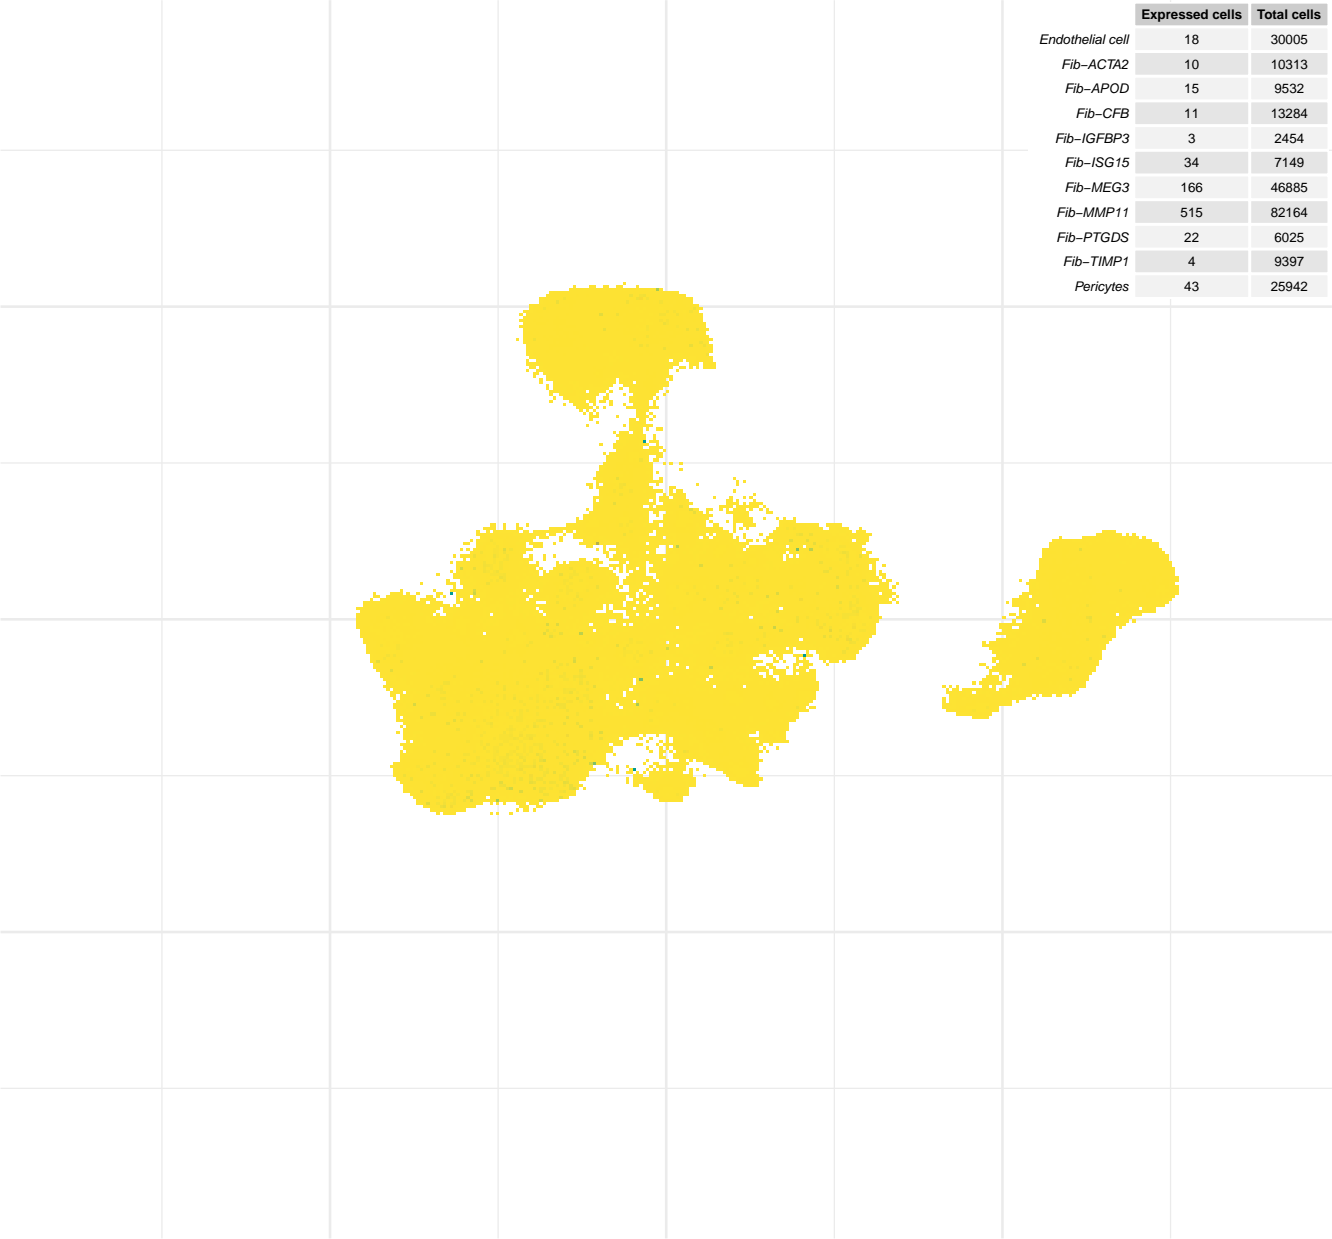 Expressed cells Total cells
Endothelial cell 18 30005
Fib−ACTA2 10 10313
Fib−APOD 15 9532
Fib−CFB 11 13284
Fib−IGFBP3 3 2454
Fib−ISG15 34 7149
Fib−MEG3 166 46885
Fib−MMP11 515 82164
Fib−PTGDS 22 6025
Fib−TIMP1 4 9397
Pericytes 43 25942